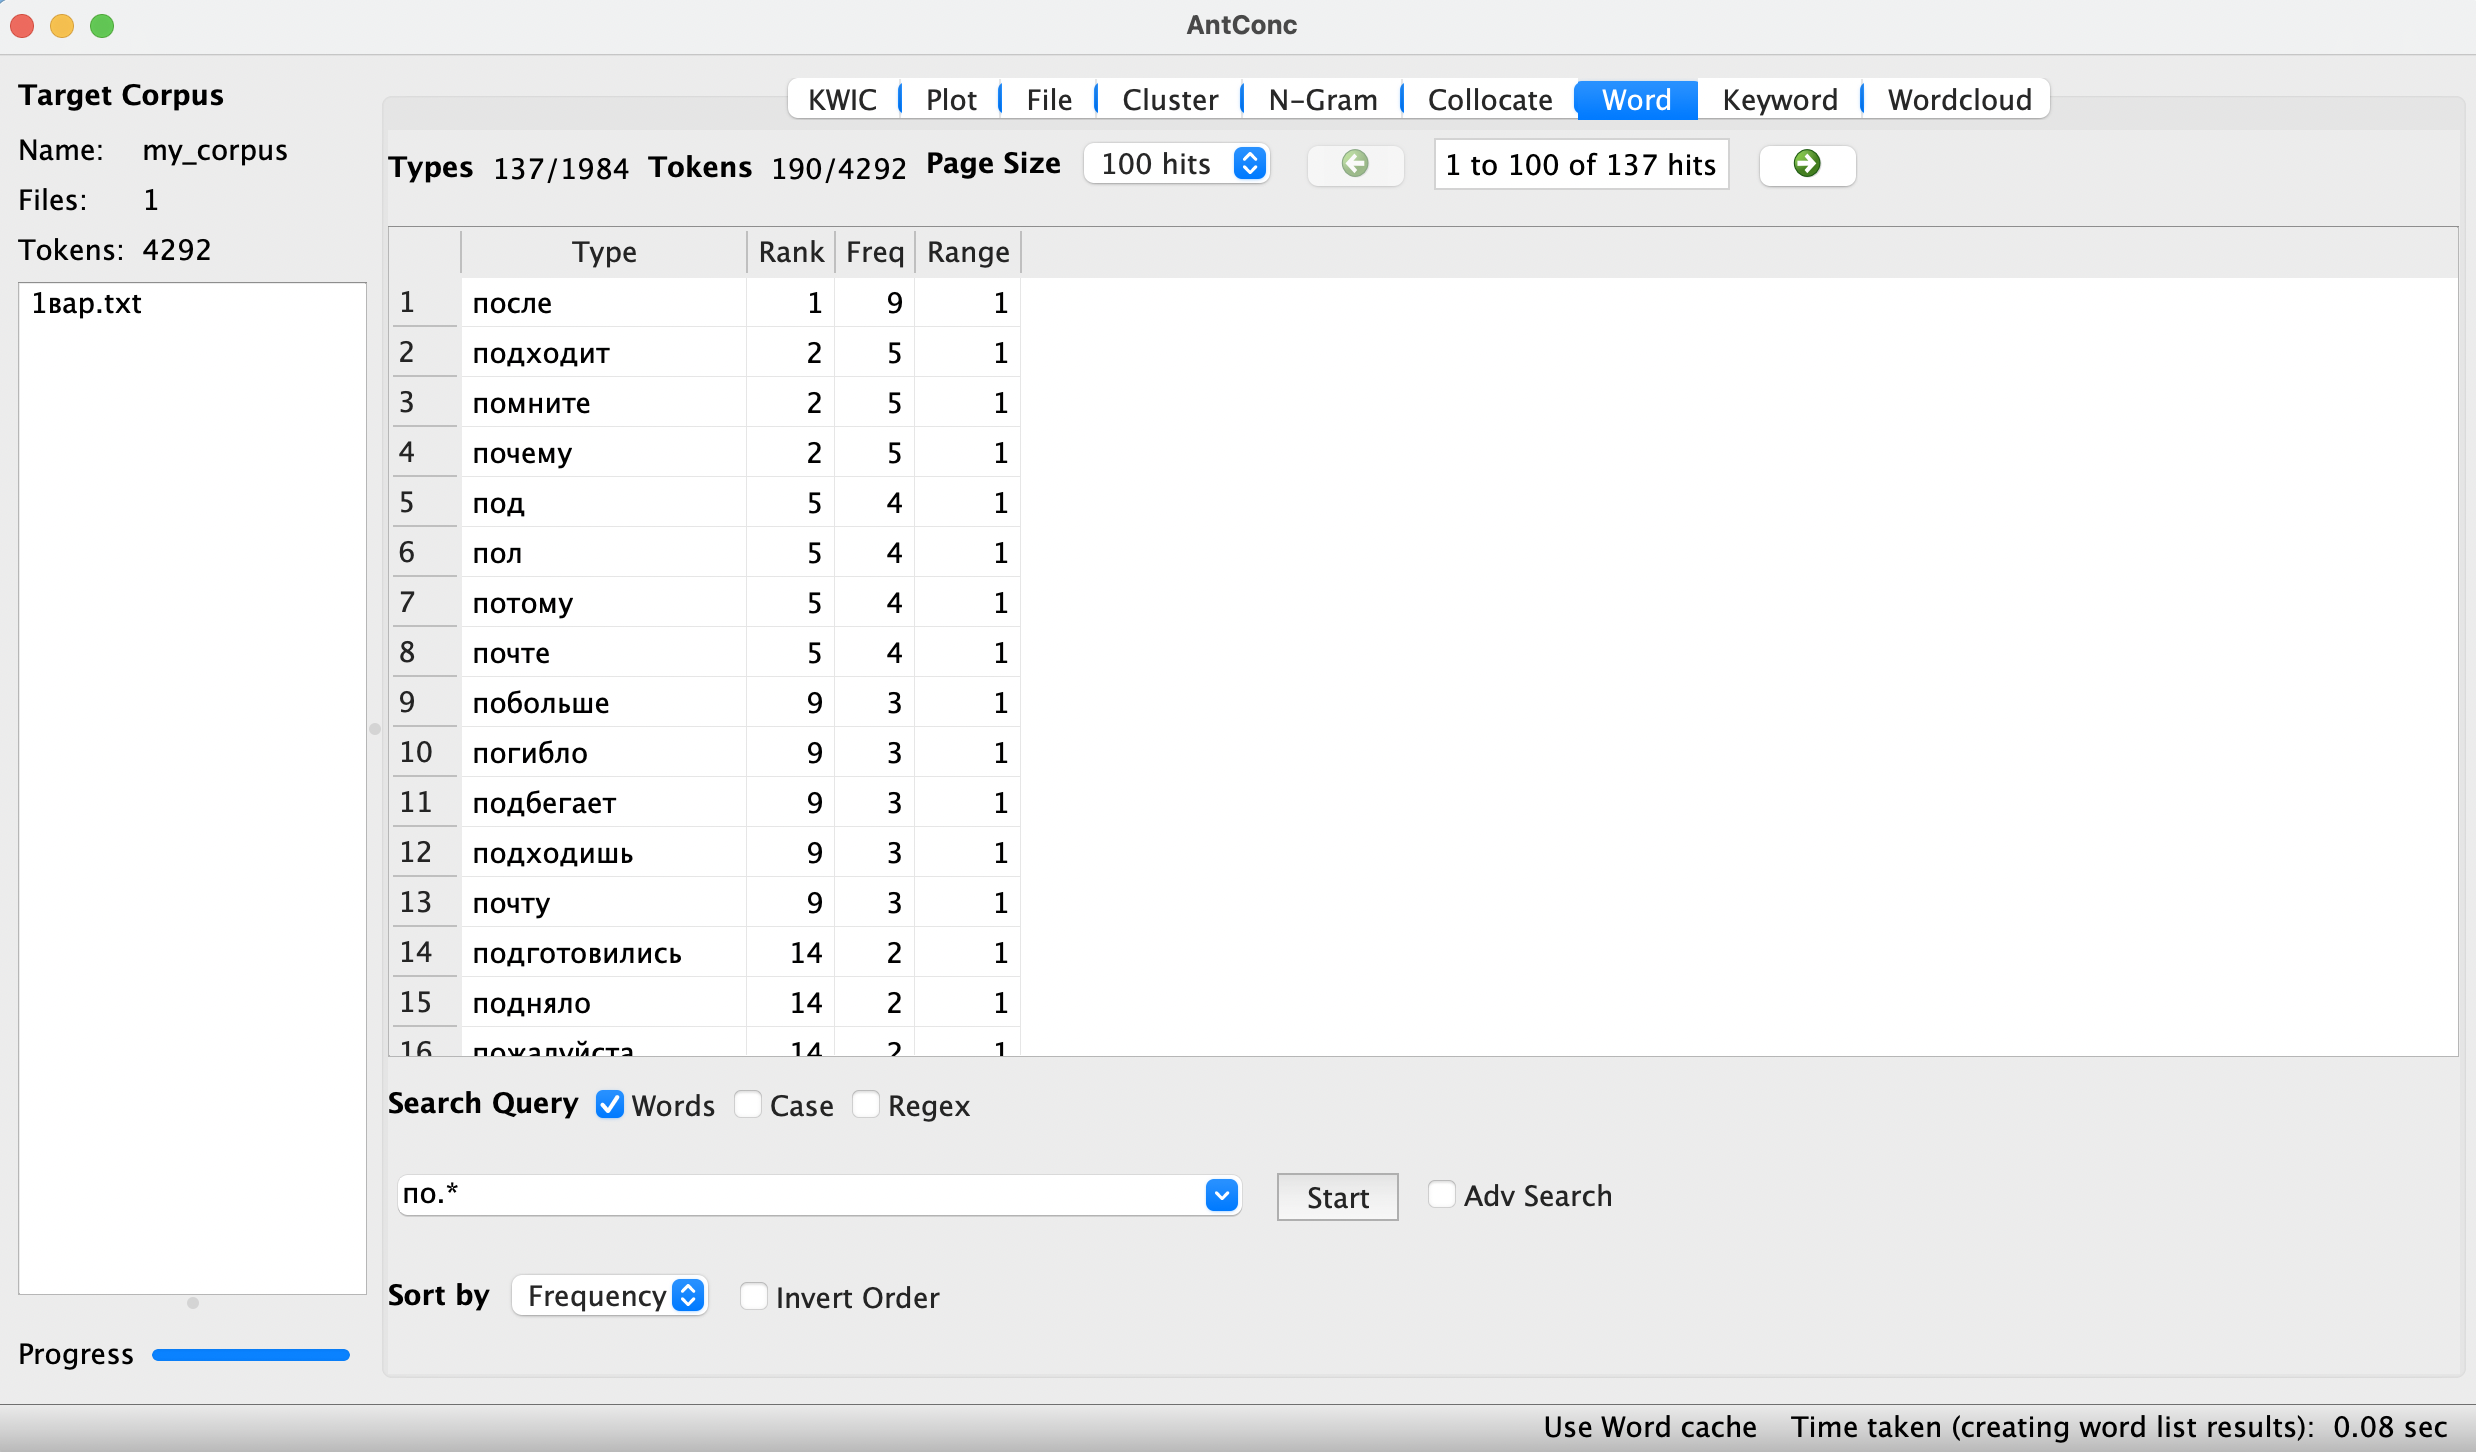 AntConc
Target Corpus
Name: my_corpus
Files: 1
Tokens: 4292
1вар.txt
Progress
KWIC Plot File Cluster N-Gram Collocate Word Keyword Wordcloud
Types 137/1984 Tokens 190/4292 Page Size 100 hits 1 to 100 of 137 hits
Type Rank Freq Range
1 после 1 9 1
2 подходит 2 5 1
3 помните 2 5 1
4 почему 2 5 1
5 под 5 4 1
6 пол 5 4 1
7 потому 5 4 1
8 почте 5 4 1
9 побольше 9 3 1
10 погибло 9 3 1
11 подбегает 9 3 1
12 подходишь 9 3 1
13 почту 9 3 1
14 подготовились 14 2 1
15 подняло 14 2 1
16 пожалуйста 14 2 1
Search Query Words Case Regex
по.* Start Adv Search
Sort by Frequency Invert Order
Use Word cache Time taken (creating word list results): 0.08 sec